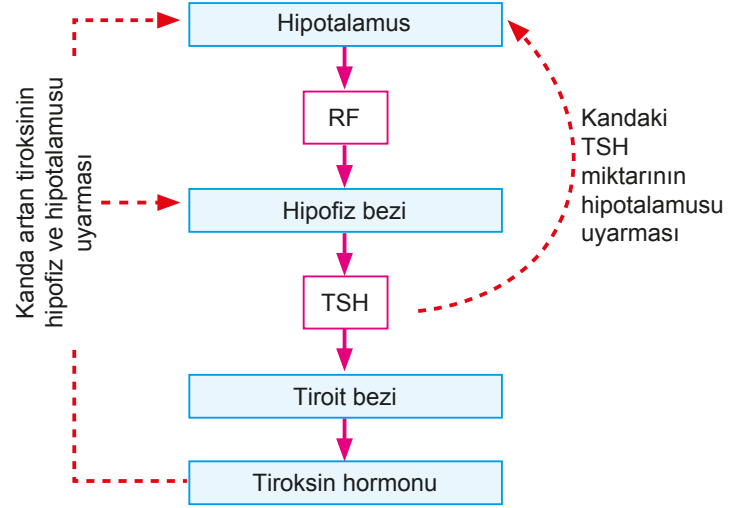 Hipotalamus
RF
Hipofiz bezi
TSH
Tiroit bezi
Tiroksin hormonu
Kanda artan tiroksinin
hipofiz ve hipotalamusu
uyarması
Kandaki
TSH
miktarının
hipotalamusu
uyarması